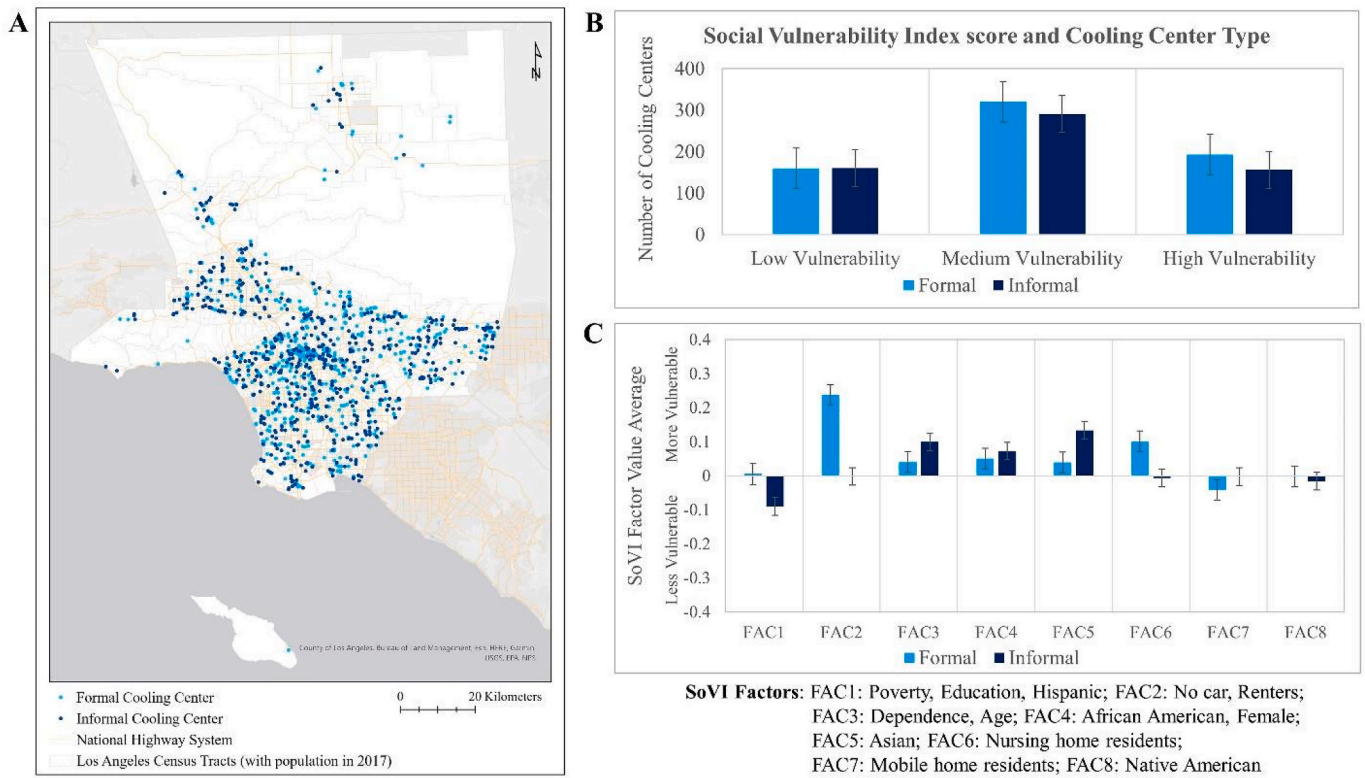 A
N
County of Los Angeles, Bureau of Land Management, Esri, HERE, Garmin,
USGS, EPA, NPS
Formal Cooling Center
Informal Cooling Center
National Highway System
Los Angeles Census Tracts (with population in 2017)
0 20 Kilometers
B
Social Vulnerability Index score and Cooling Center Type
Number of Cooling Centers
400
300
200
100
0
Low Vulnerability Medium Vulnerability High Vulnerability
Formal Informal
C
SoVI Factor Value Average
Less Vulnerable More Vulnerable
0.4
0.3
0.2
0.1
0
-0.1
-0.2
-0.3
-0.4
FAC1 FAC2 FAC3 FAC4 FAC5 FAC6 FAC7 FAC8
Formal Informal
SoVI Factors: FAC1: Poverty, Education, Hispanic; FAC2: No car, Renters;
FAC3: Dependence, Age; FAC4: African American, Female;
FAC5: Asian; FAC6: Nursing home residents;
FAC7: Mobile home residents; FAC8: Native American